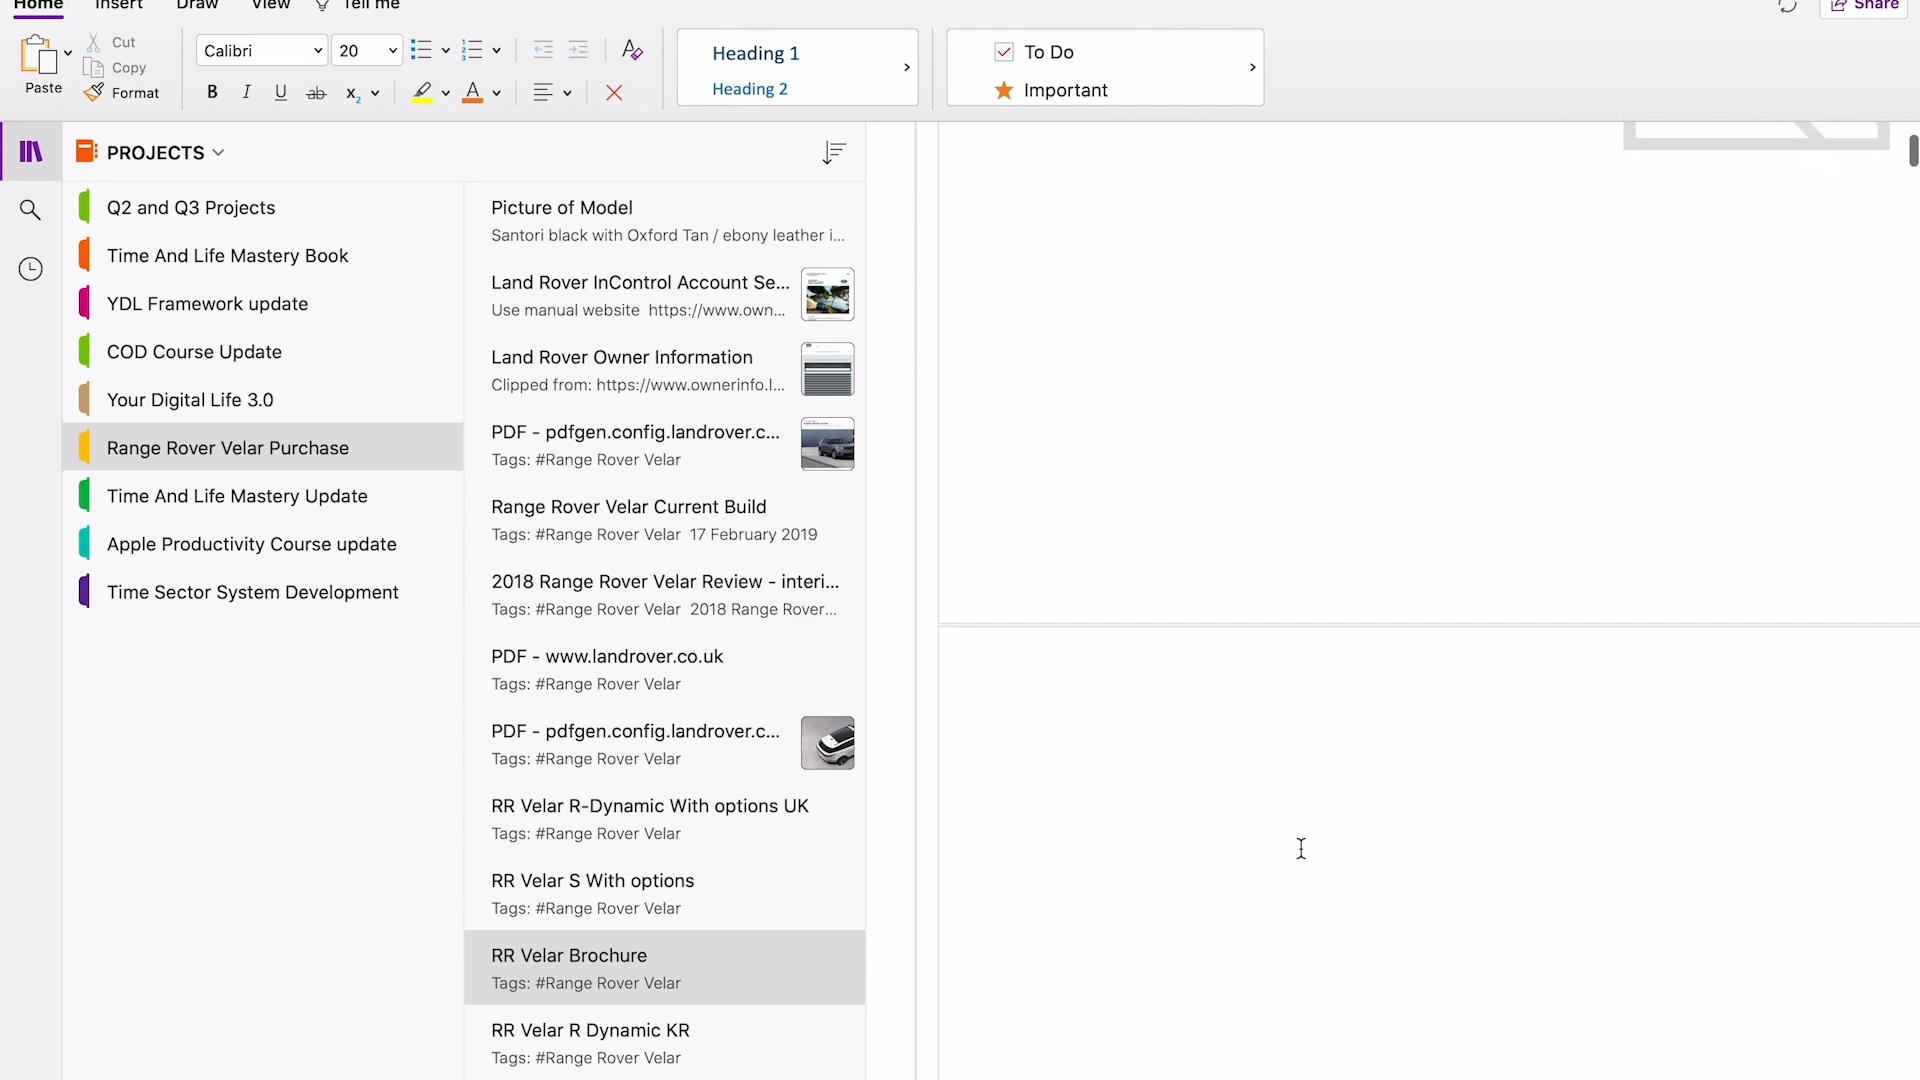 Home Insert Draw View Tell me
Share
Paste
Cut
Copy
Format
Calibri 20
Heading 1
Heading 2
To Do
Important
PROJECTS
Q2 and Q3 Projects
Time And Life Mastery Book
YDL Framework update
COD Course Update
Your Digital Life 3.0
Range Rover Velar Purchase
Time And Life Mastery Update
Apple Productivity Course update
Time Sector System Development
Picture of Model
Santori black with Oxford Tan / ebony leather i...
Land Rover InControl Account Se...
Use manual website https://www.own...
Land Rover Owner Information
Clipped from: https://www.ownerinfo.l...
PDF - pdfgen.config.landrover.c...
Tags: #Range Rover Velar
Range Rover Velar Current Build
Tags: #Range Rover Velar 17 February 2019
2018 Range Rover Velar Review - interi...
Tags: #Range Rover Velar 2018 Range Rover...
PDF - www.landrover.co.uk
Tags: #Range Rover Velar
PDF - pdfgen.config.landrover.c...
Tags: #Range Rover Velar
RR Velar R-Dynamic With options UK
Tags: #Range Rover Velar
RR Velar S With options
Tags: #Range Rover Velar
RR Velar Brochure
Tags: #Range Rover Velar
RR Velar R Dynamic KR
Tags: #Range Rover Velar